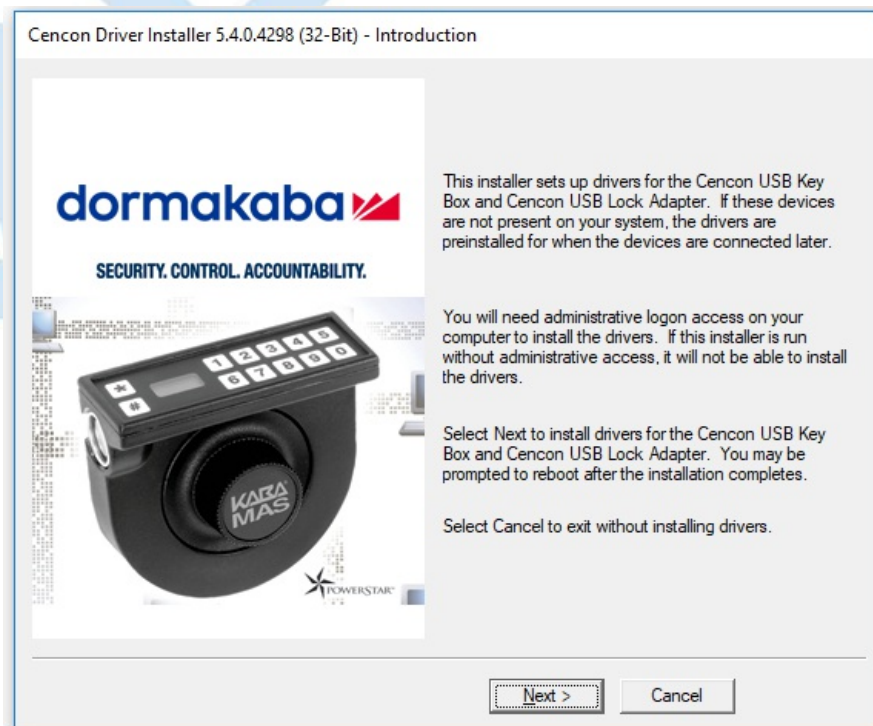 Cencon Driver Installer 5.4.0.4298 (32-Bit) - Introduction
dormakaba
SECURITY. CONTROL. ACCOUNTABILITY.
1 2 3 4 5
6 7 8 9 0
*
#
KABA
MAS
POWERSTAR
This installer sets up drivers for the Cencon USB Key
Box and Cencon USB Lock Adapter. If these devices
are not present on your system, the drivers are
preinstalled for when the devices are connected later.
You will need administrative logon access on your
computer to install the drivers. If this installer is run
without administrative access, it will not be able to install
the drivers.
Select Next to install drivers for the Cencon USB Key
Box and Cencon USB Lock Adapter. You may be
prompted to reboot after the installation completes.
Select Cancel to exit without installing drivers.
Next >
Cancel